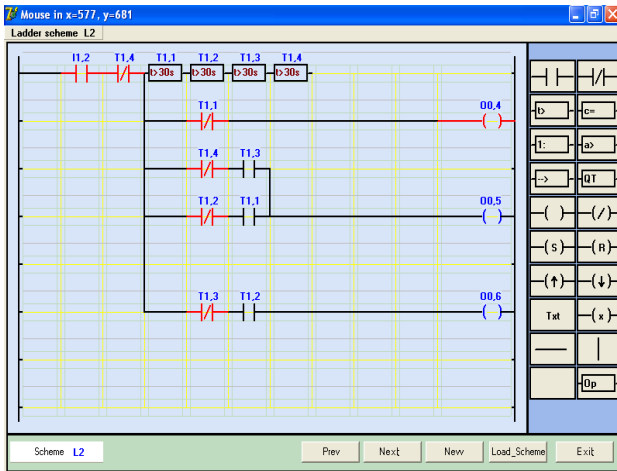 Mouse in x=577, y=681
Ladder scheme L2
I1,2 T1,4 T1,1 T1,2 T1,3 T1,4
t>30s t>30s t>30s t>30s
T1,1 O0,4
T1,4 T1,3
T1,2 T1,1 O0,5
T1,3 T1,2 O0,6
t> c=
1: a>
--> QT
( ) (/)
(S) (R)
(↑) (↓)
Txt (x)
Op
Scheme L2 Prev Next New Load_Scheme Exit